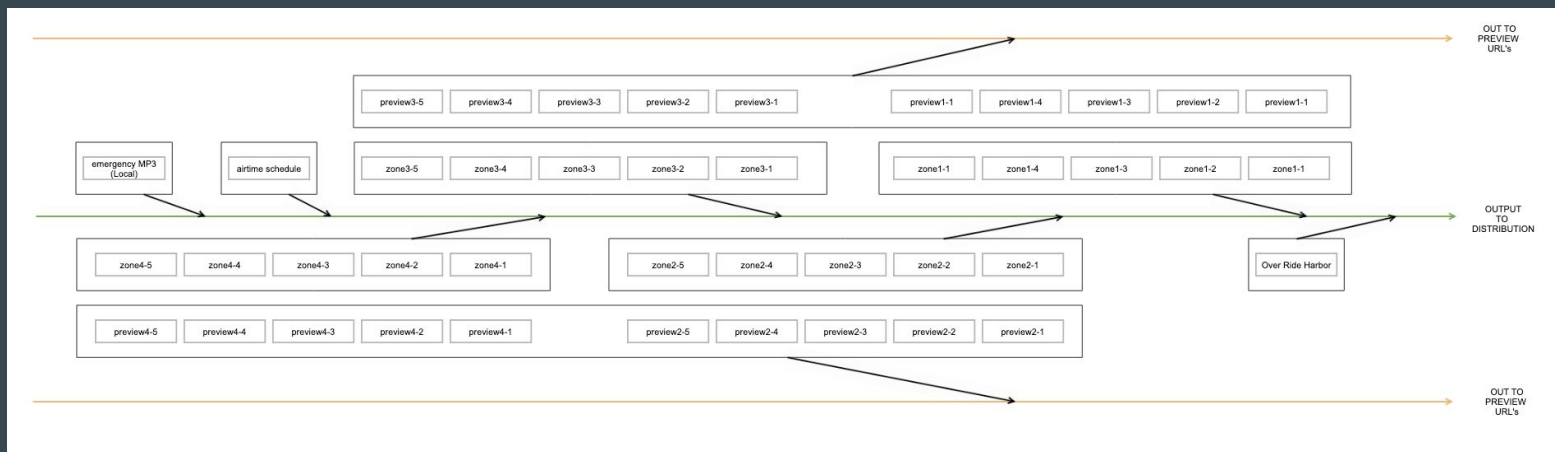 OUT TO
PREVIEW
URL's
preview3-5 preview3-4 preview3-3 preview3-2 preview3-1 preview1-1 preview1-4 preview1-3 preview1-2 preview1-1
emergency MP3
(Local)
airtime schedule
zone3-5 zone3-4 zone3-3 zone3-2 zone3-1 zone1-1 zone1-4 zone1-3 zone1-2 zone1-1
OUTPUT
TO
DISTRIBUTION
zone4-5 zone4-4 zone4-3 zone4-2 zone4-1 zone2-5 zone2-4 zone2-3 zone2-2 zone2-1 Over Ride Harbor
preview4-5 preview4-4 preview4-3 preview4-2 preview4-1 preview2-5 preview2-4 preview2-3 preview2-2 preview2-1
OUT TO
PREVIEW
URL's